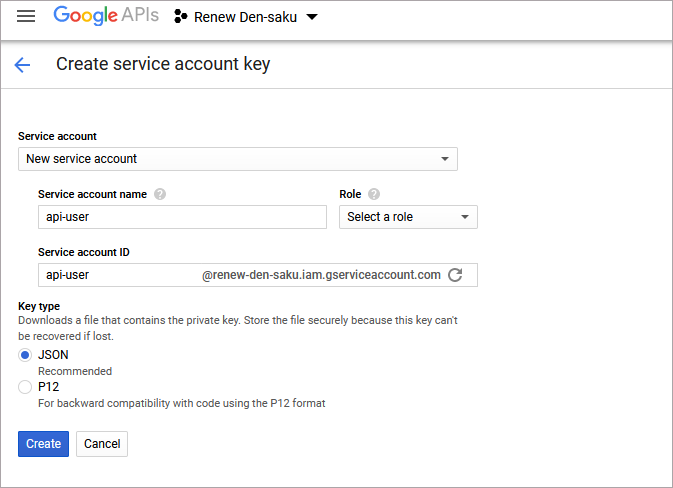 Google APIs Renew Den-saku
Create service account key
Service account
New service account
Service account name ? Role ?
api-user Select a role
Service account ID
api-user @renew-den-saku.iam.gserviceaccount.com
Key type
Downloads a file that contains the private key. Store the file securely because this key can't
be recovered if lost.
JSON
Recommended
P12
For backward compatibility with code using the P12 format
Create Cancel